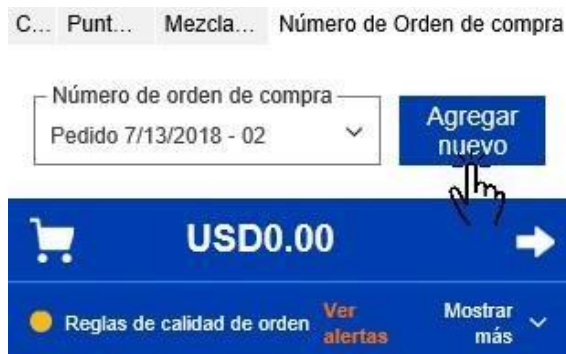 C... Punt... Mezcla... Número de Orden de compra
Número de orden de compra
Pedido 7/13/2018 - 02
Agregar
nuevo
USD0.00
Reglas de calidad de orden
Ver
alertas
Mostrar
más